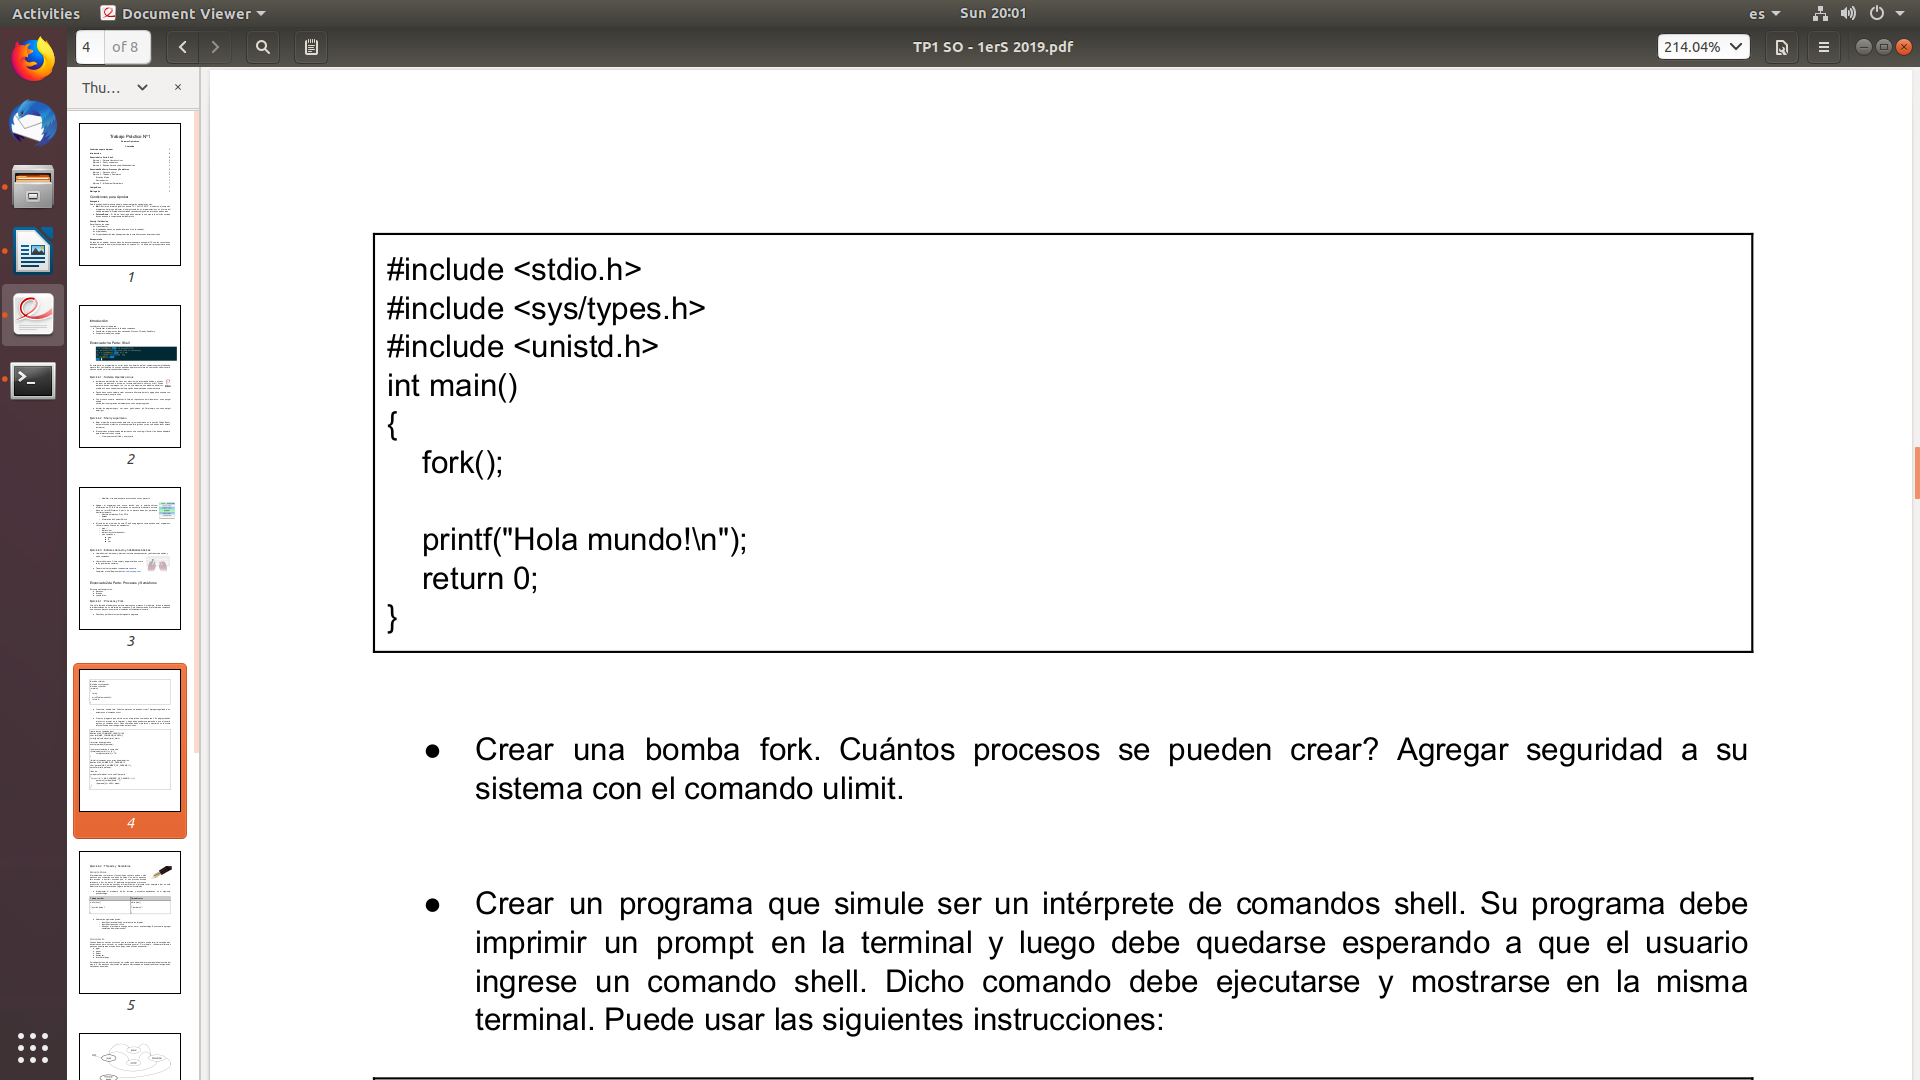 Activities Document Viewer Sun 20:01 es
4 of 8 TP1 SO - 1erS 2019.pdf 214.04%
Thu... ×
Trabajo Práctico Nº1
1
2
3
4
5
#include <stdio.h>
#include <sys/types.h>
#include <unistd.h>
int main()
{
fork();
printf("Hola mundo!\n");
return 0;
}
● Crear una bomba fork. Cuántos procesos se pueden crear? Agregar seguridad a su
sistema con el comando ulimit.
● Crear un programa que simule ser un intérprete de comandos shell. Su programa debe
imprimir un prompt en la terminal y luego debe quedarse esperando a que el usuario
ingrese un comando shell. Dicho comando debe ejecutarse y mostrarse en la misma
terminal. Puede usar las siguientes instrucciones: